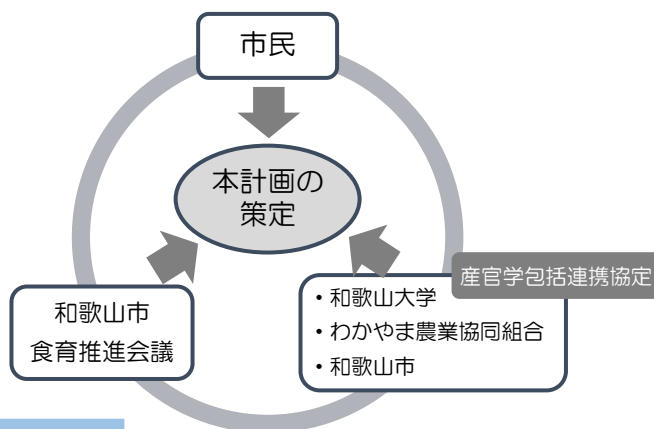 市民
本計画の
策定
産官学包括連携協定
和歌山市
食育推進会議
・和歌山大学
・わかやま農業協同組合
・和歌山市